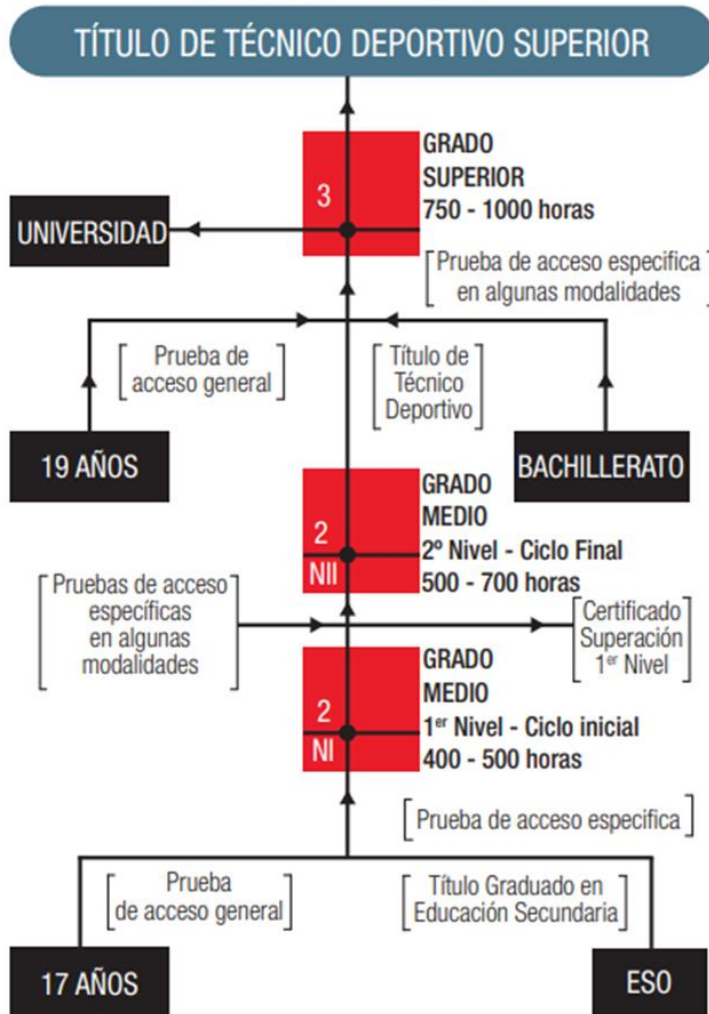 TÍTULO DE TÉCNICO DEPORTIVO SUPERIOR
3
GRADO
SUPERIOR
750 - 1000 horas
UNIVERSIDAD
Prueba de acceso especifica
en algunas modalidades
Prueba de
acceso general
Título de
Técnico
Deportivo
19 AÑOS
BACHILLERATO
2
NII
GRADO
MEDIO
2º Nivel - Ciclo Final
500 - 700 horas
Pruebas de acceso
específicas
en algunas
modalidades
Certificado
Superación
1er Nivel
2
NI
GRADO
MEDIO
1er Nivel - Ciclo inicial
400 - 500 horas
Prueba de acceso especifica
Prueba
de acceso general
Título Graduado en
Educación Secundaria
17 AÑOS
ESO